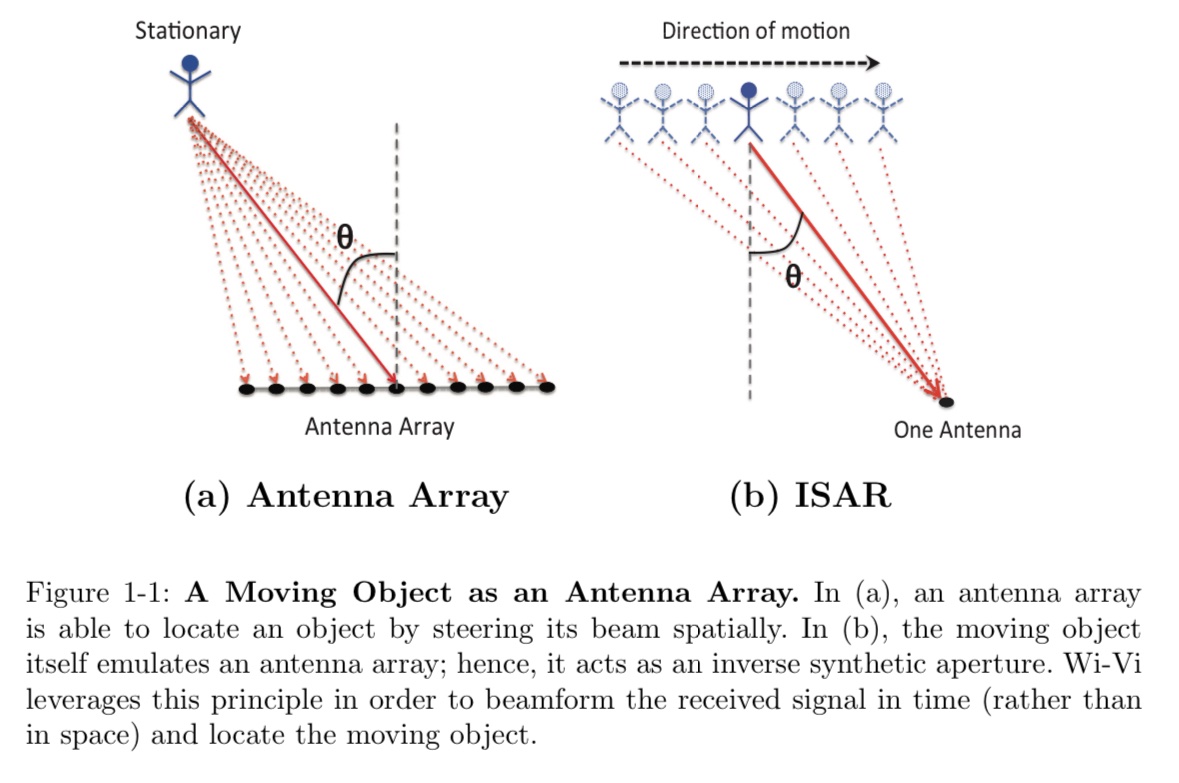 Stationary
Direction of motion
θ
θ
Antenna Array
One Antenna
(a) Antenna Array
(b) ISAR
Figure 1-1: A Moving Object as an Antenna Array. In (a), an antenna array
is able to locate an object by steering its beam spatially. In (b), the moving object
itself emulates an antenna array; hence, it acts as an inverse synthetic aperture. Wi-Vi
leverages this principle in order to beamform the received signal in time (rather than
in space) and locate the moving object.